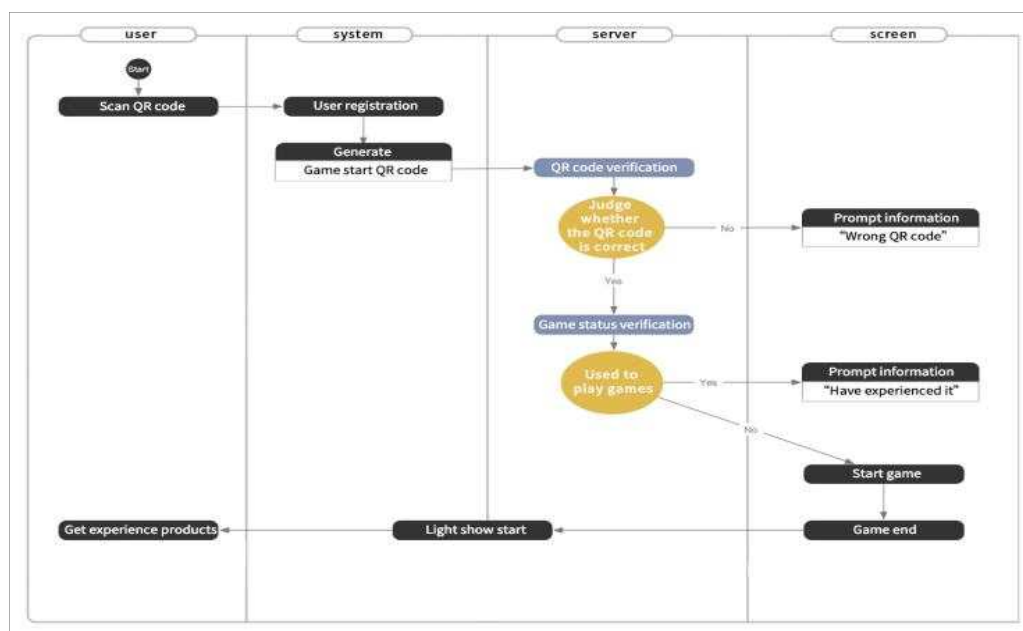 user
system
server
screen
Start
Scan QR code
User registration
Generate
Game start QR code
QR code verification
Judge
whether
the QR code
is correct
No
Prompt information
“Wrong QR code”
Yes
Game status verification
Used to
play games
Yes
Prompt information
“Have experienced it”
No
Start game
Get experience products
Light show start
Game end